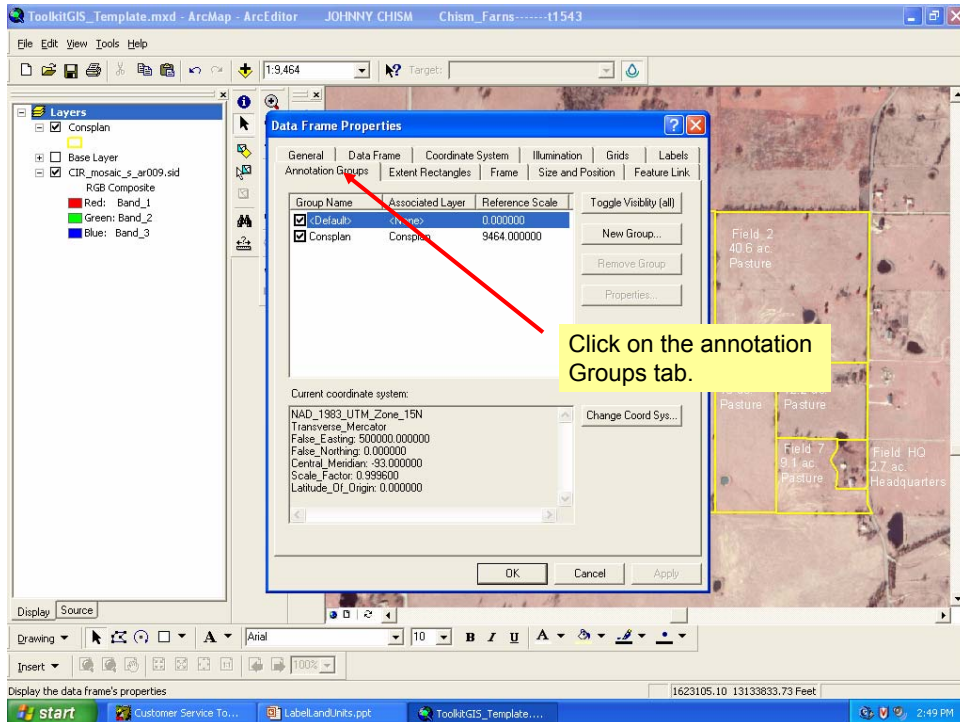 ToolkitGIS_Template.mxd - ArcMap - ArcEditor JOHNNY CHISM Chism_Farns-------t1543
File Edit View Tools Help
1:9,464 Target:
Layers
Consplan
Base Layer
CIR_mosaic_s_ar009.sid
RGB Composite
Red: Band_1
Green: Band_2
Blue: Band_3
Data Frame Properties
General Data Frame Coordinate System Illumination Grids Labels
Annotation Groups Extent Rectangles Frame Size and Position Feature Link
Group Name Associated Layer Reference Scale
<Default> <None> 0.000000
Consplan Consplan 9464.000000
Toggle Visiblity (all)
New Group...
Remove Group
Properties...
Click on the annotation
Groups tab.
Current coordinate system:
NAD_1983_UTM_Zone_15N
Transverse_Mercator
False_Easting: 500000.000000
False_Northing: 0.000000
Central_Meridian: -93.000000
Scale_Factor: 0.999600
Latitude_Of_Origin: 0.000000
Change Coord Sys...
OK Cancel Apply
Field 2
40.6 ac.
Pasture
Pasture
Pasture
Field 7
9.1 ac.
Pasture
Field HQ
2.7 ac.
Headquarters
Display Source
Drawing A Arial 10 B I U A
Insert 100%
Display the data frame's properties
1623105.10 13133833.73 Feet
start Customer Service To... LabelLandUnits.ppt ToolkitGIS_Template.... 2:49 PM